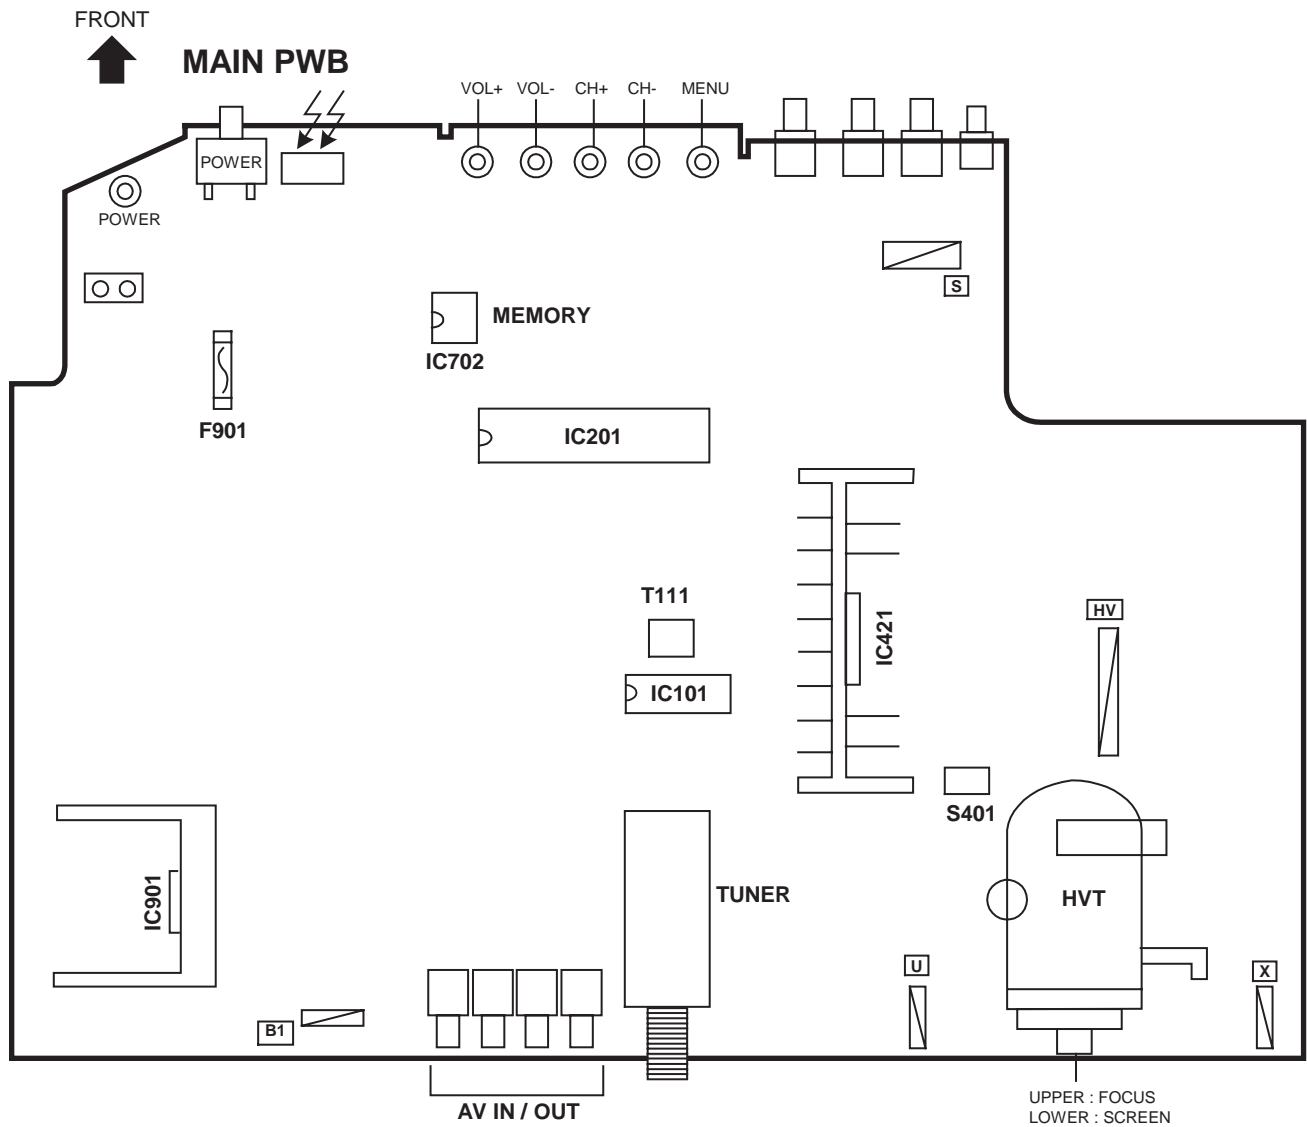 FRONT
MAIN PWB
VOL+ VOL- CH+ CH- MENU
POWER
POWER
S
MEMORY
IC702
F901
IC201
T111
HV
IC421
IC101
S401
IC901
TUNER
HVT
U
X
B1
AV IN / OUT
UPPER : FOCUS
LOWER : SCREEN